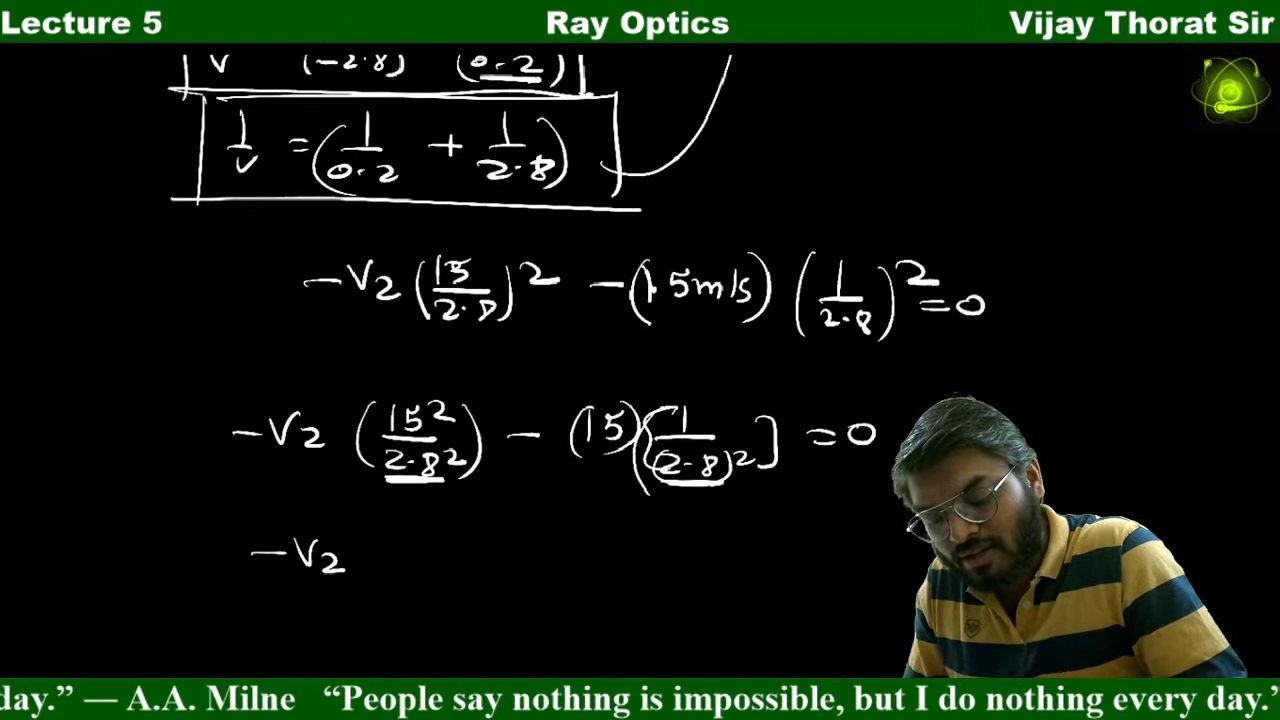 Lecture 5 Ray Optics Vijay Thorat Sir
1/v (-2.8) (0.2)
1/v = (1/0.2 + 1/2.8)
-V2 (15/2.8)^2 - (15m/s) (1/2.8)^2 = 0
-V2 (15^2/2.8^2) - (15) (1/(2.8)^2] = 0
-V2
day.” — A.A. Milne “People say nothing is impossible, but I do nothing every day.’